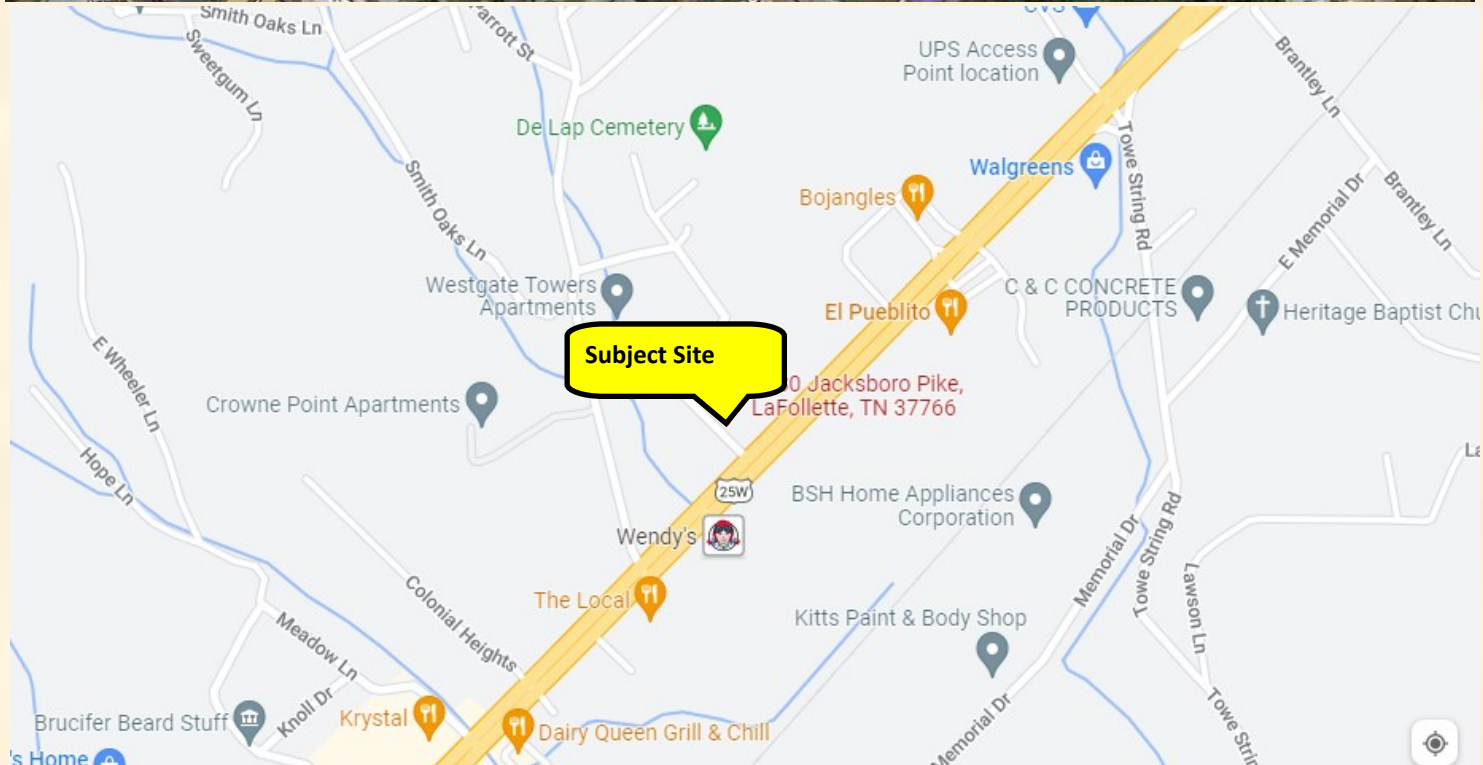 Smith Oaks Ln
Parrott St
CVS
UPS Access
Point location
Sweetgum Ln
Brantley Ln
De Lap Cemetery
Towe String Rd
Walgreens
Smith Oaks Ln
Bojangles
E Memorial Dr
Brantley Ln
Westgate Towers
Apartments
C & C CONCRETE
PRODUCTS
El Pueblito
Heritage Baptist Chu
E Wheeler Ln
Subject Site
0 Jacksboro Pike,
LaFollette, TN 37766
Crowne Point Apartments
Hope Ln
La
25W
BSH Home Appliances
Corporation
Wendy's
Memorial Dr
Towe String Rd
Lawson Ln
Colonial Heights
The Local
Kitts Paint & Body Shop
Meadow Ln
Knoll Dr
Brucifer Beard Stuff
Krystal
Dairy Queen Grill & Chill
Memorial Dr
Towe Strin
's Home